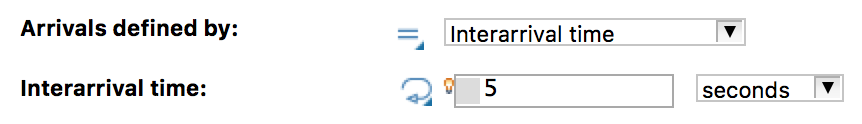 Arrivals defined by: Interarrival time
Interarrival time: 5 seconds